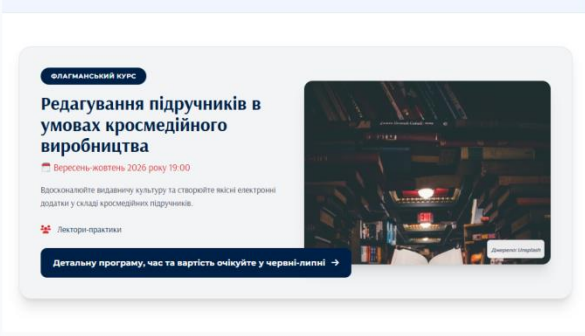 ФЛАГМАНСЬКИЙ КУРС
Редагування підручників в
умовах кросмедійного
виробництва
Вересень-жовтень 2026 року 19:00
Вдосконалюйте видавничу культуру та створюйте якісні електронні
додатки у складі кросмедійних підручників.
Лектори-практики
Детальну програму, час та вартість очікуйте у червні-липні →
Джерело: Unsplash